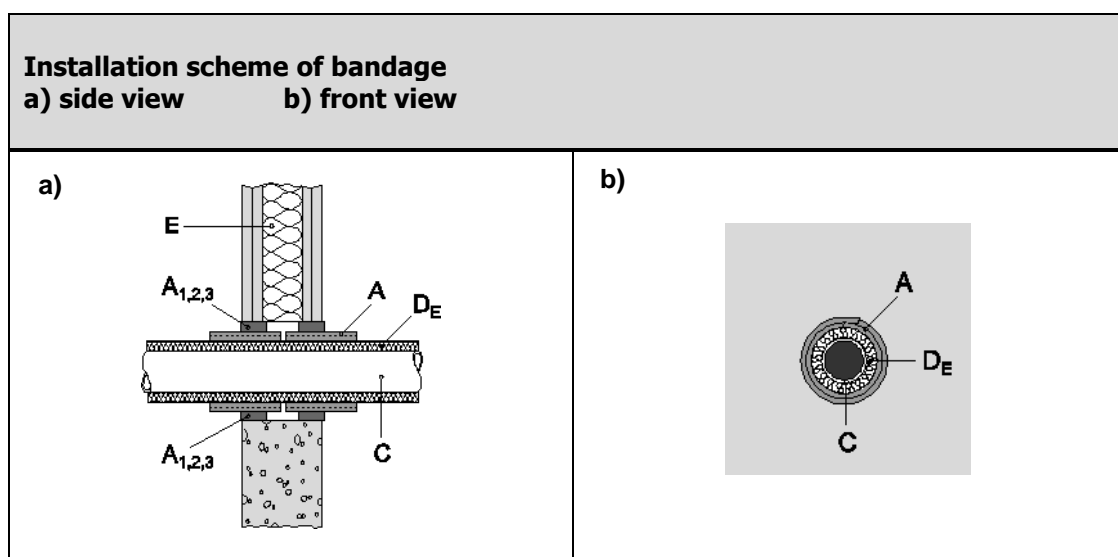 Installation scheme of bandage
a) side view b) front view
a)
E
A1,2,3
A
DE
A1,2,3
C
b)
A
DE
C